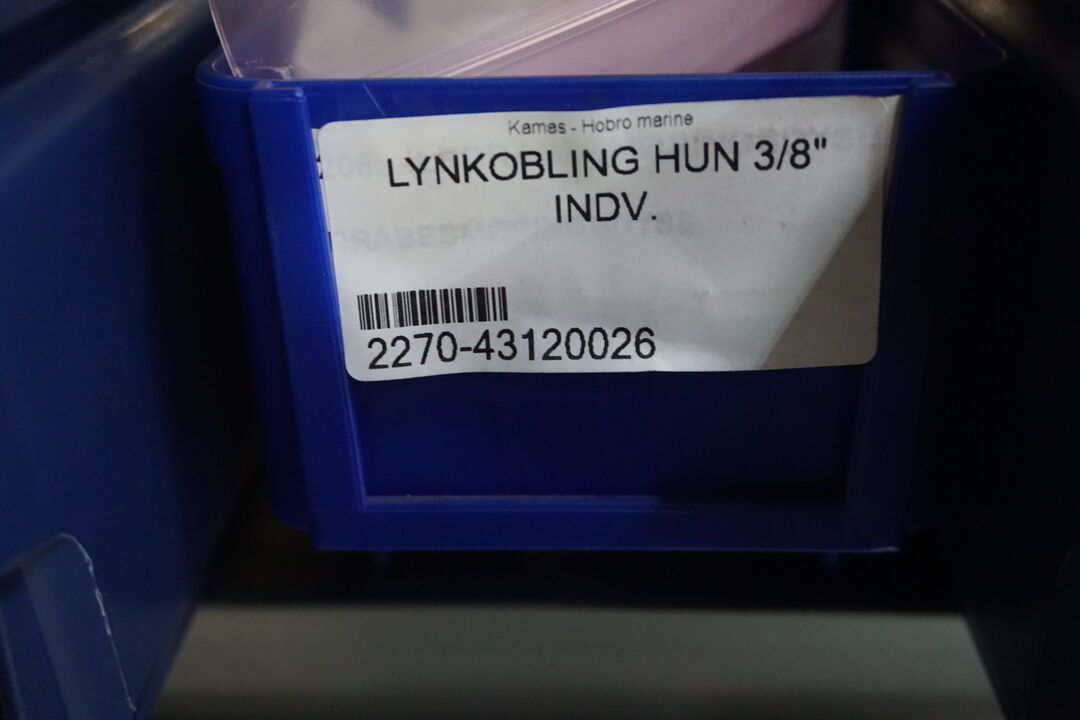 Kamas - Hobro marine
LYNKOBLING HUN 3/8"
INDV.
2270-43120026